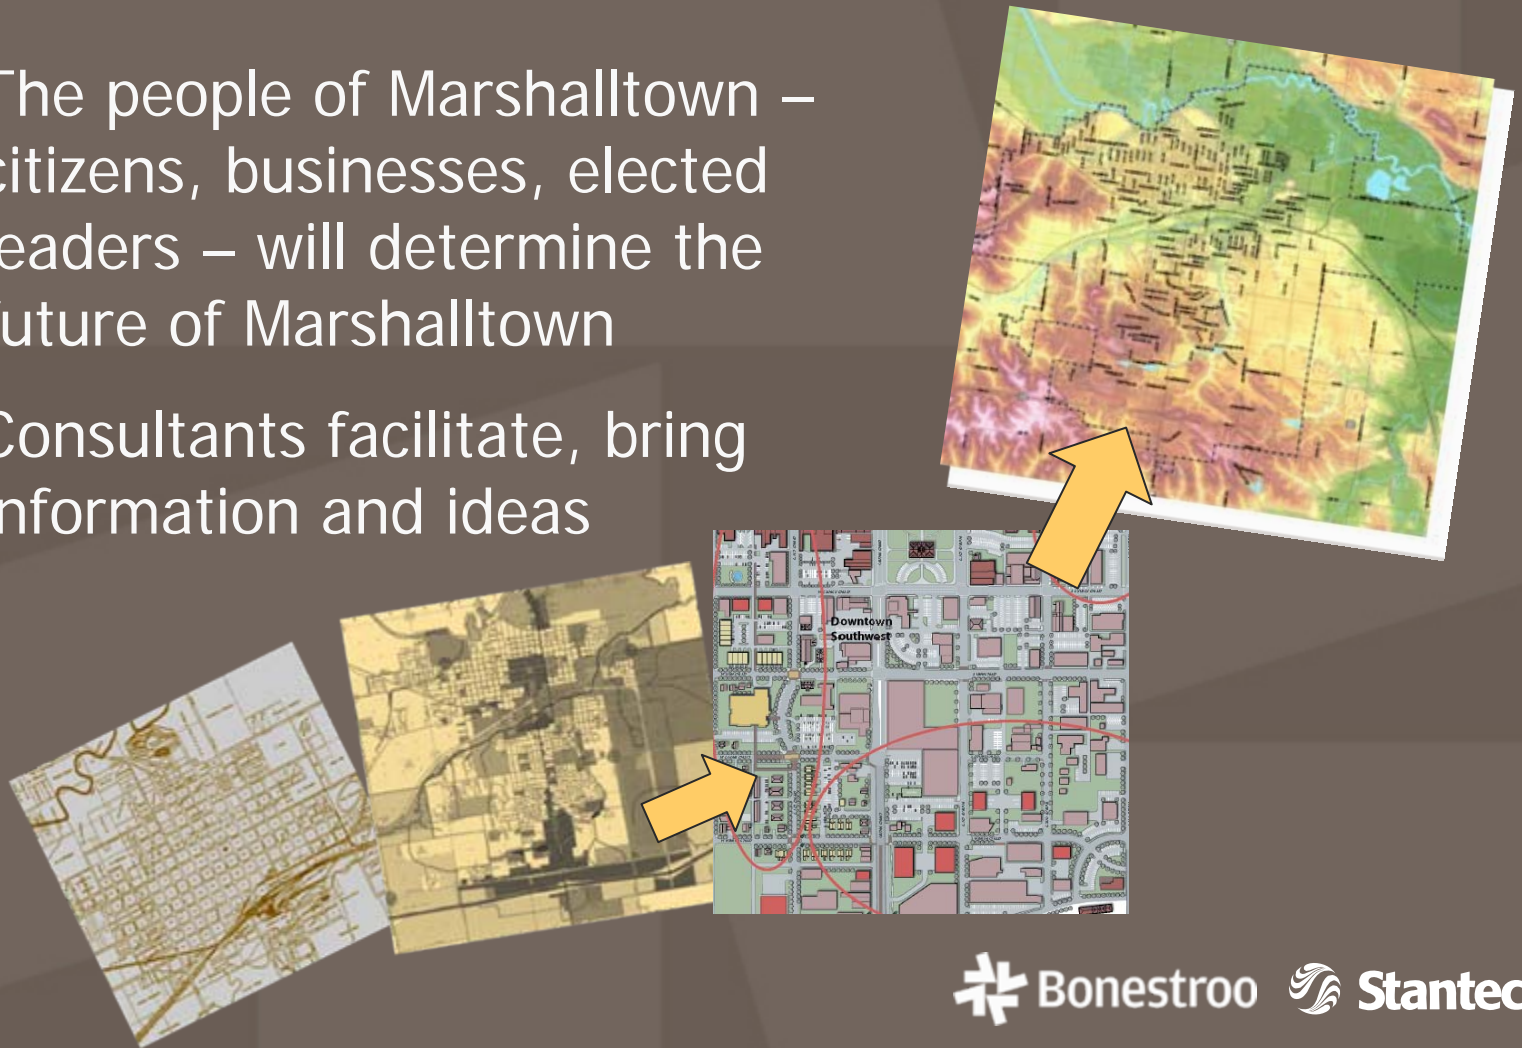 The people of Marshalltown –
citizens, businesses, elected
leaders – will determine the
future of Marshalltown
Consultants facilitate, bring
information and ideas
Downtown
Southwest
Bonestroo
Stantec